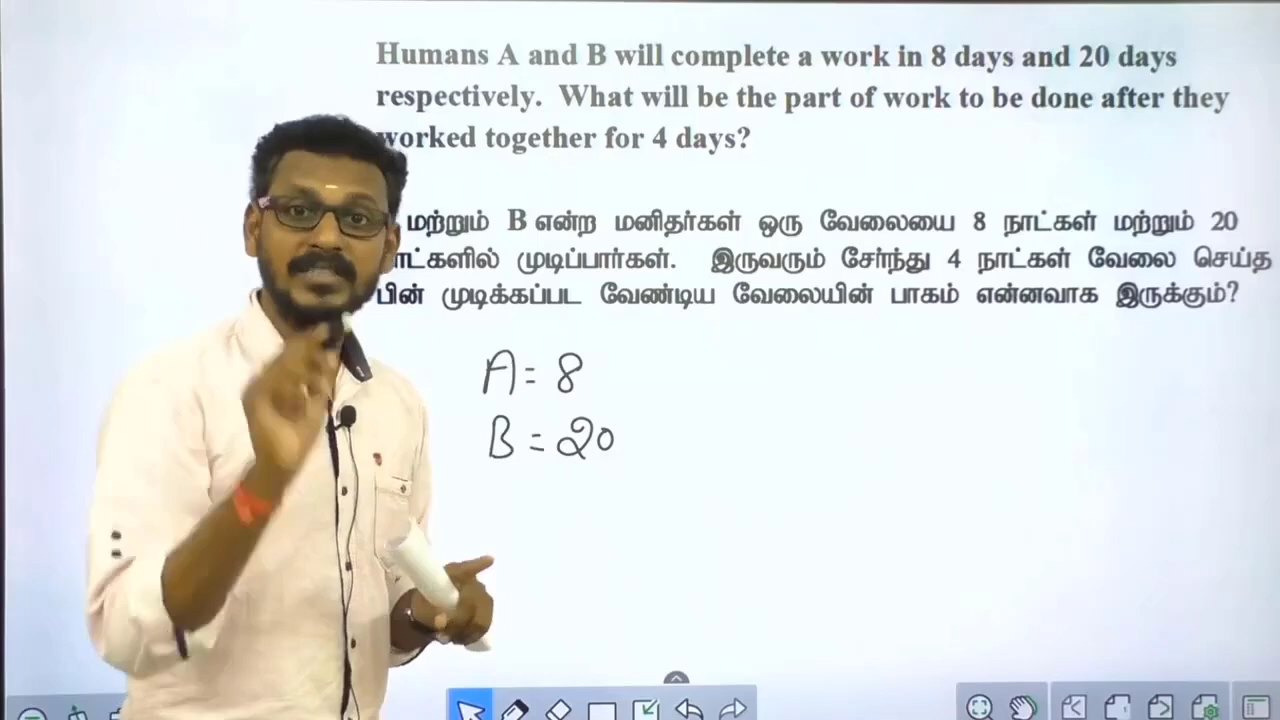 Humans A and B will complete a work in 8 days and 20 days
respectively. What will be the part of work to be done after they
worked together for 4 days?
மற்றும் B என்ற மனிதர்கள் ஒரு வேலையை 8 நாட்கள் மற்றும் 20
நாட்களில் முடிப்பார்கள். இருவரும் சேர்ந்து 4 நாட்கள் வேலை செய்த
பின் முடிக்கப்பட வேண்டிய வேலையின் பாகம் என்னவாக இருக்கும்?
A = 8
B = 20